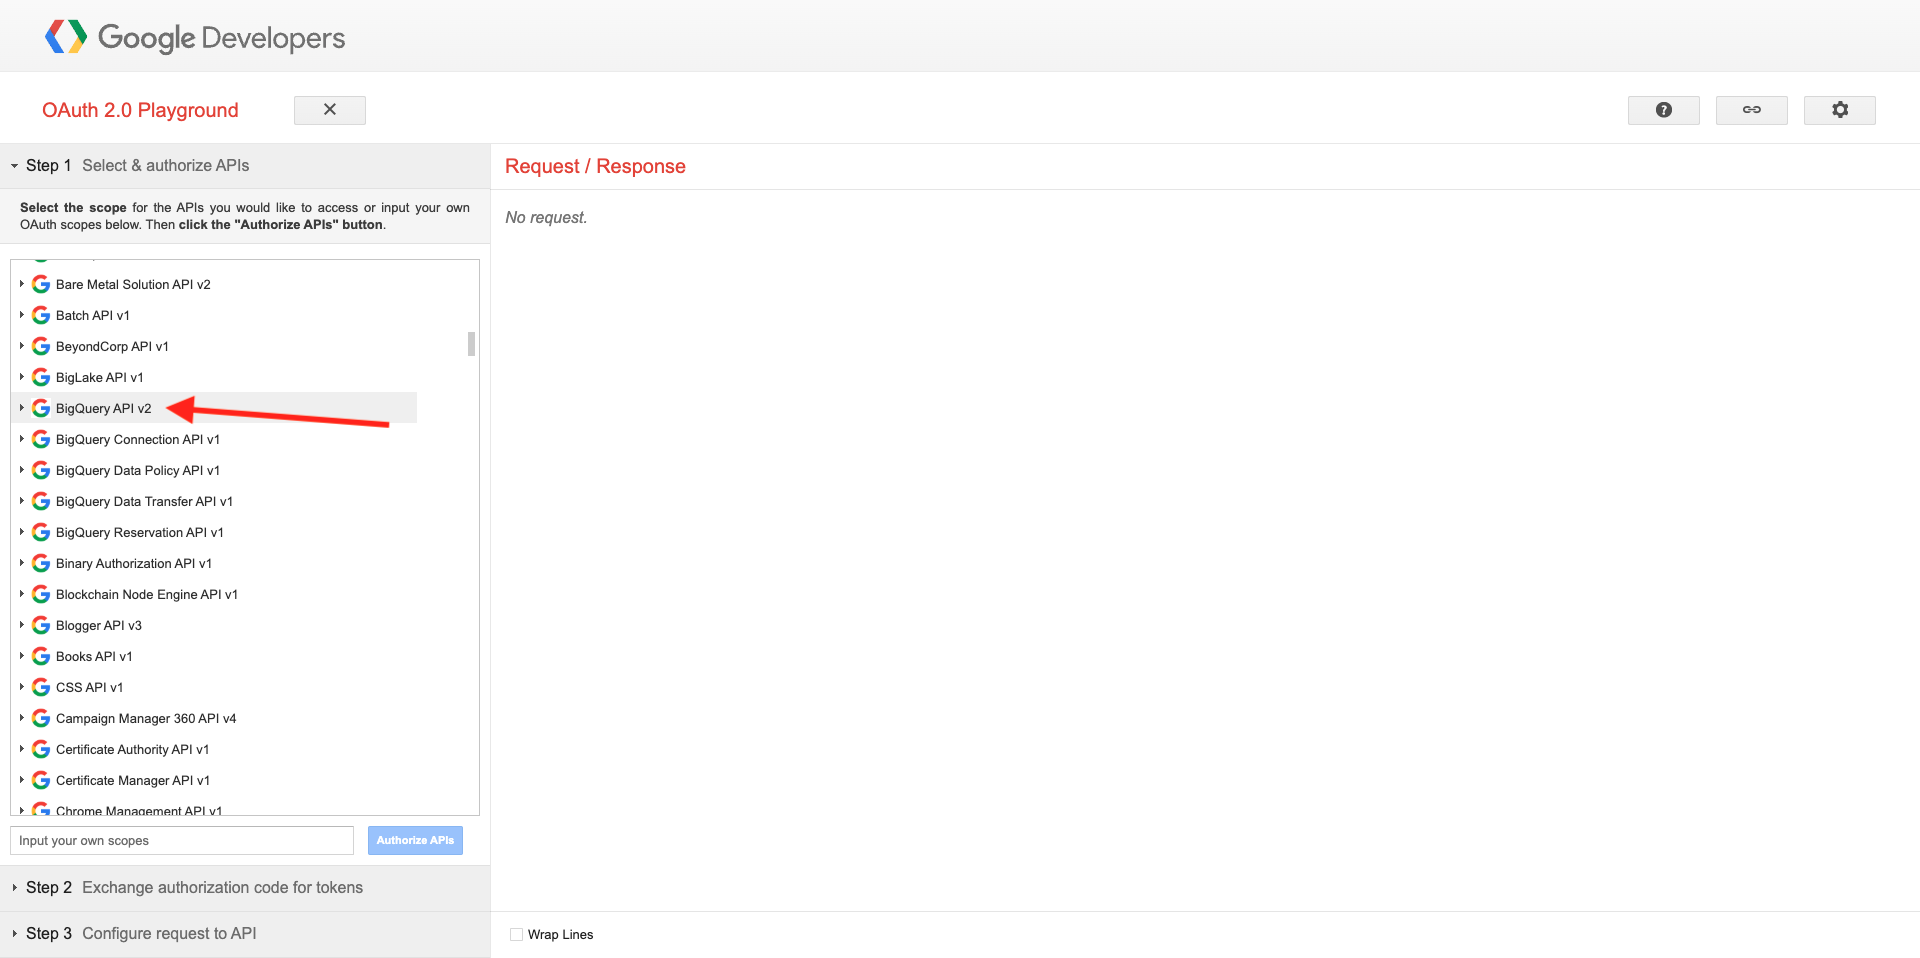 Google Developers
OAuth 2.0 Playground
Step 1 Select & authorize APIs
Select the scope for the APIs you would like to access or input your own
OAuth scopes below. Then click the "Authorize APIs" button.
Bare Metal Solution API v2
Batch API v1
BeyondCorp API v1
BigLake API v1
BigQuery API v2
BigQuery Connection API v1
BigQuery Data Policy API v1
BigQuery Data Transfer API v1
BigQuery Reservation API v1
Binary Authorization API v1
Blockchain Node Engine API v1
Blogger API v3
Books API v1
CSS API v1
Campaign Manager 360 API v4
Certificate Authority API v1
Certificate Manager API v1
Chrome Management API v1
Input your own scopes
Authorize APIs
Step 2 Exchange authorization code for tokens
Step 3 Configure request to API
Request / Response
No request.
Wrap Lines